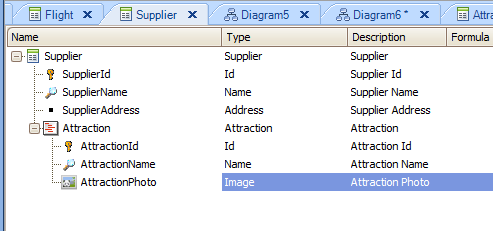 Flight Supplier Diagram5 Diagram6 * Attra
Name Type Description Formula
Supplier Supplier Supplier
SupplierId Id Supplier Id
SupplierName Name Supplier Name
SupplierAddress Address Supplier Address
Attraction Attraction Attraction
AttractionId Id Attraction Id
AttractionName Name Attraction Name
AttractionPhoto Image Attraction Photo